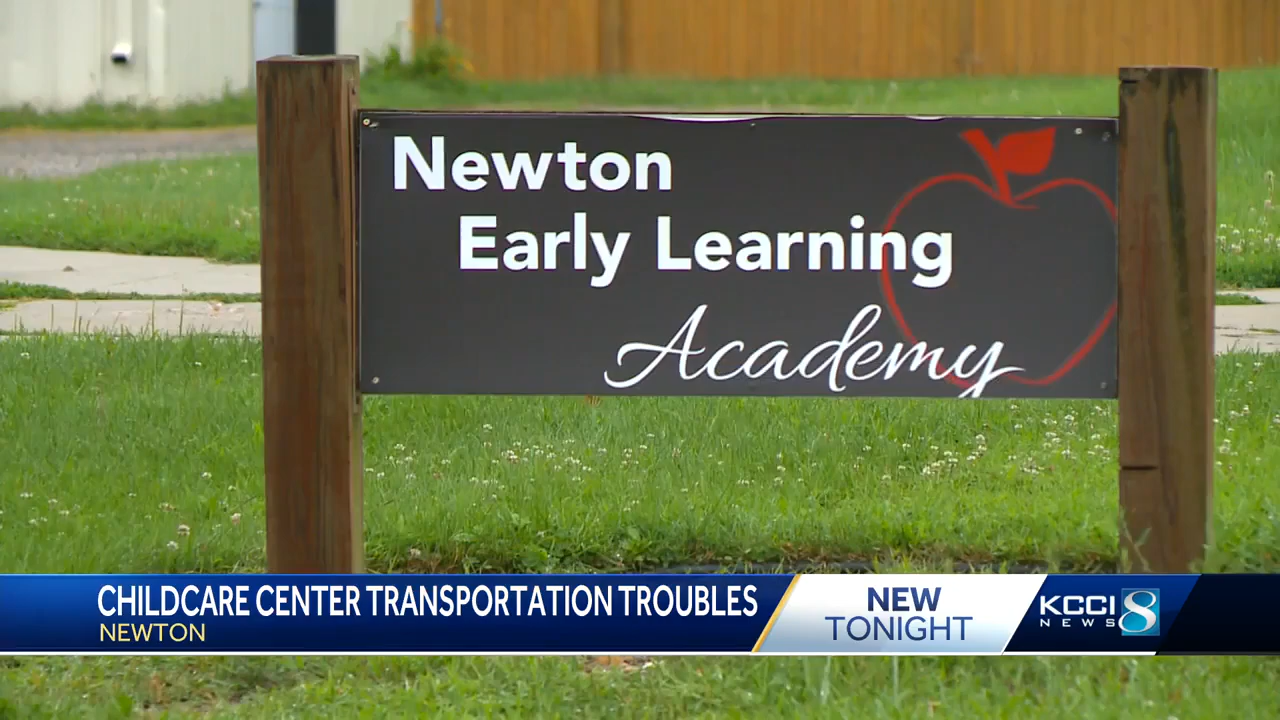 Newton
Early Learning
Academy
CHILDCARE CENTER TRANSPORTATION TROUBLES
NEWTON
NEW
TONIGHT
KCCI 8
NEWS